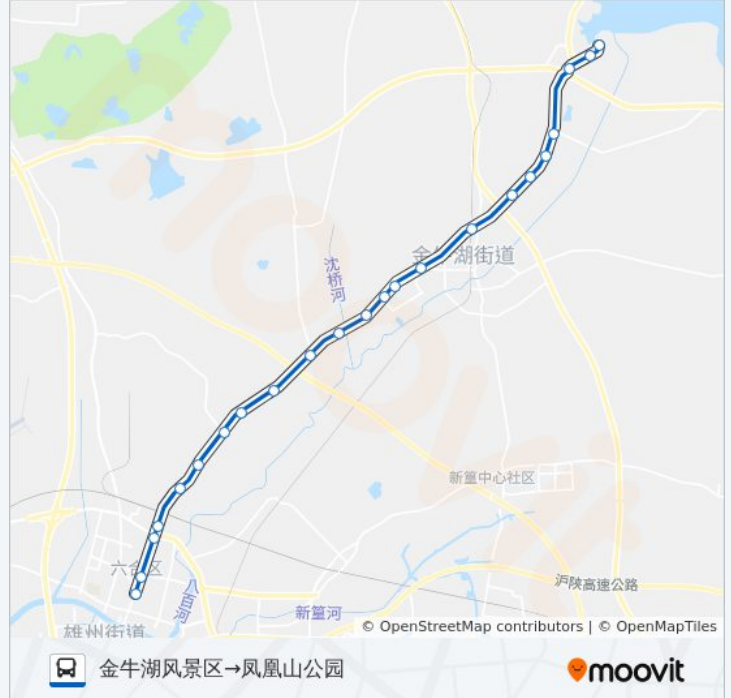 沈桥河
金牛湖街道
新篁中心社区
六合区
八百河
沪陕高速公路
新篁河
雄州街道
© OpenStreetMap contributors | © OpenMapTiles
金牛湖风景区→凤凰山公园
moovit